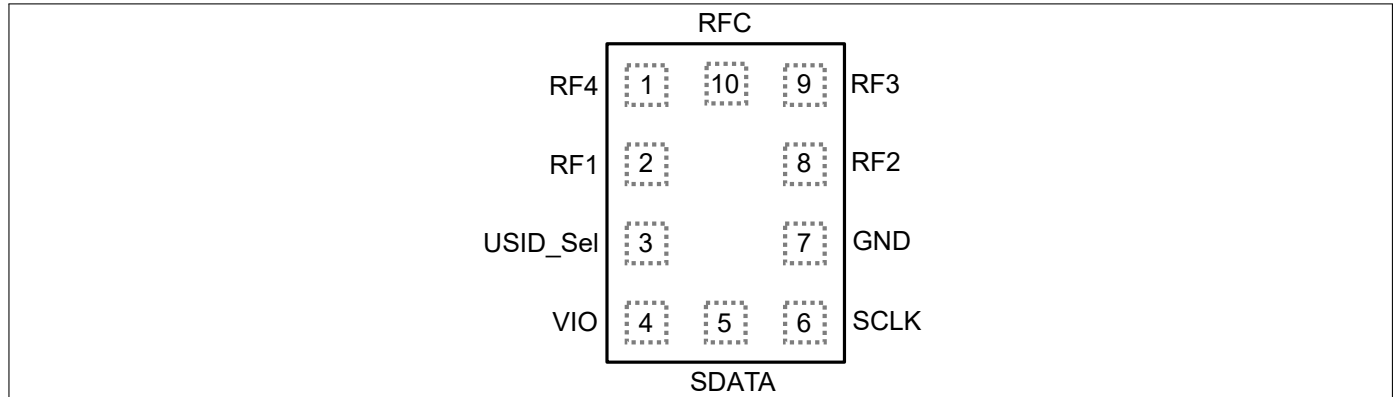 RFC
RF4 1 10 9 RF3
RF1 2 8 RF2
USID_Sel 3 7 GND
VIO 4 5 6 SCLK
SDATA